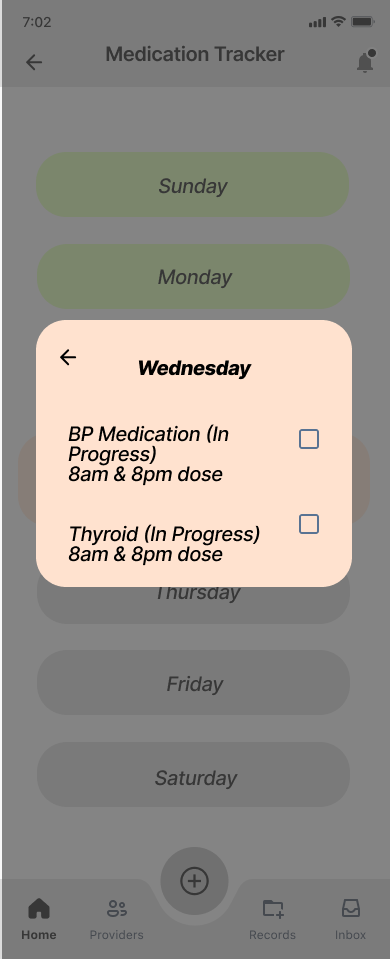 7:02
Medication Tracker
Sunday
Monday
Wednesday
BP Medication (In
Progress)
8am & 8pm dose
Thyroid (In Progress)
8am & 8pm dose
Thursday
Friday
Saturday
Home
Providers
Records
Inbox